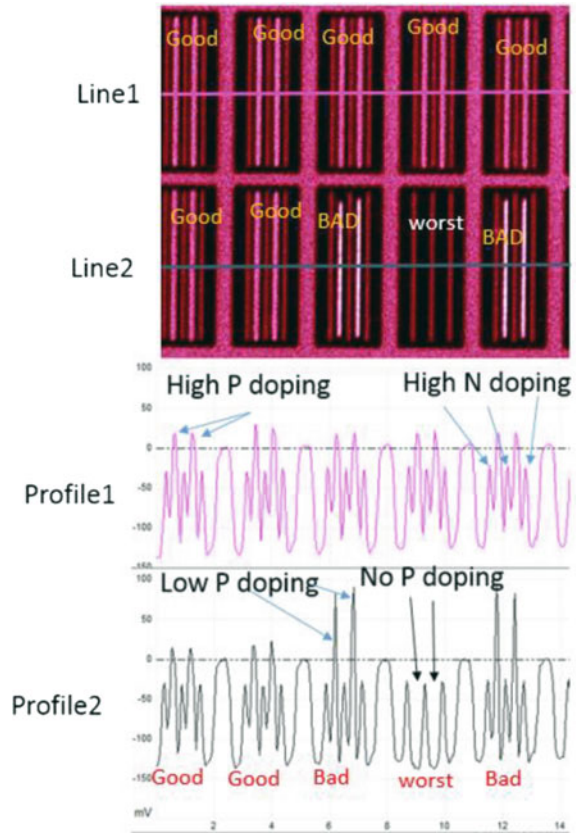 Good Good Good Good Good
Line1
Good Good BAD worst BAD
Line2
100
High P doping High N doping
50
0
Profile1
-50
-100
-150
100
Low P doping No P doping
50
0
Profile2
-50
-100
Good Good Bad worst Bad
-150
mV 2 4 6 8 10 12 14